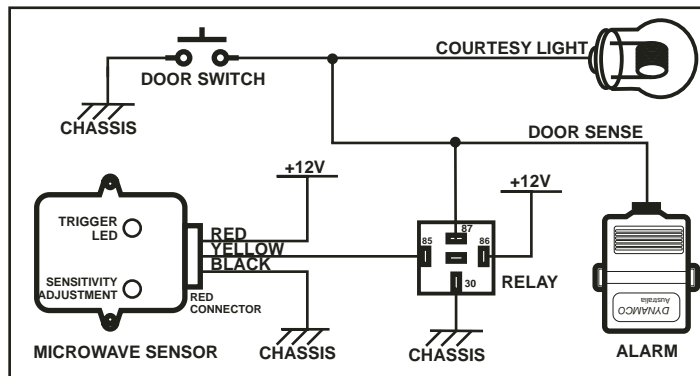 COURTESY LIGHT
DOOR SWITCH
CHASSIS
DOOR SENSE
+12V
+12V
TRIGGER
LED
RED
YELLOW
BLACK
87
85
86
30
RELAY
SENSITIVITY
ADJUSTMENT
RED
CONNECTOR
DYNAMCO
Australia
MICROWAVE SENSOR
CHASSIS
CHASSIS
ALARM